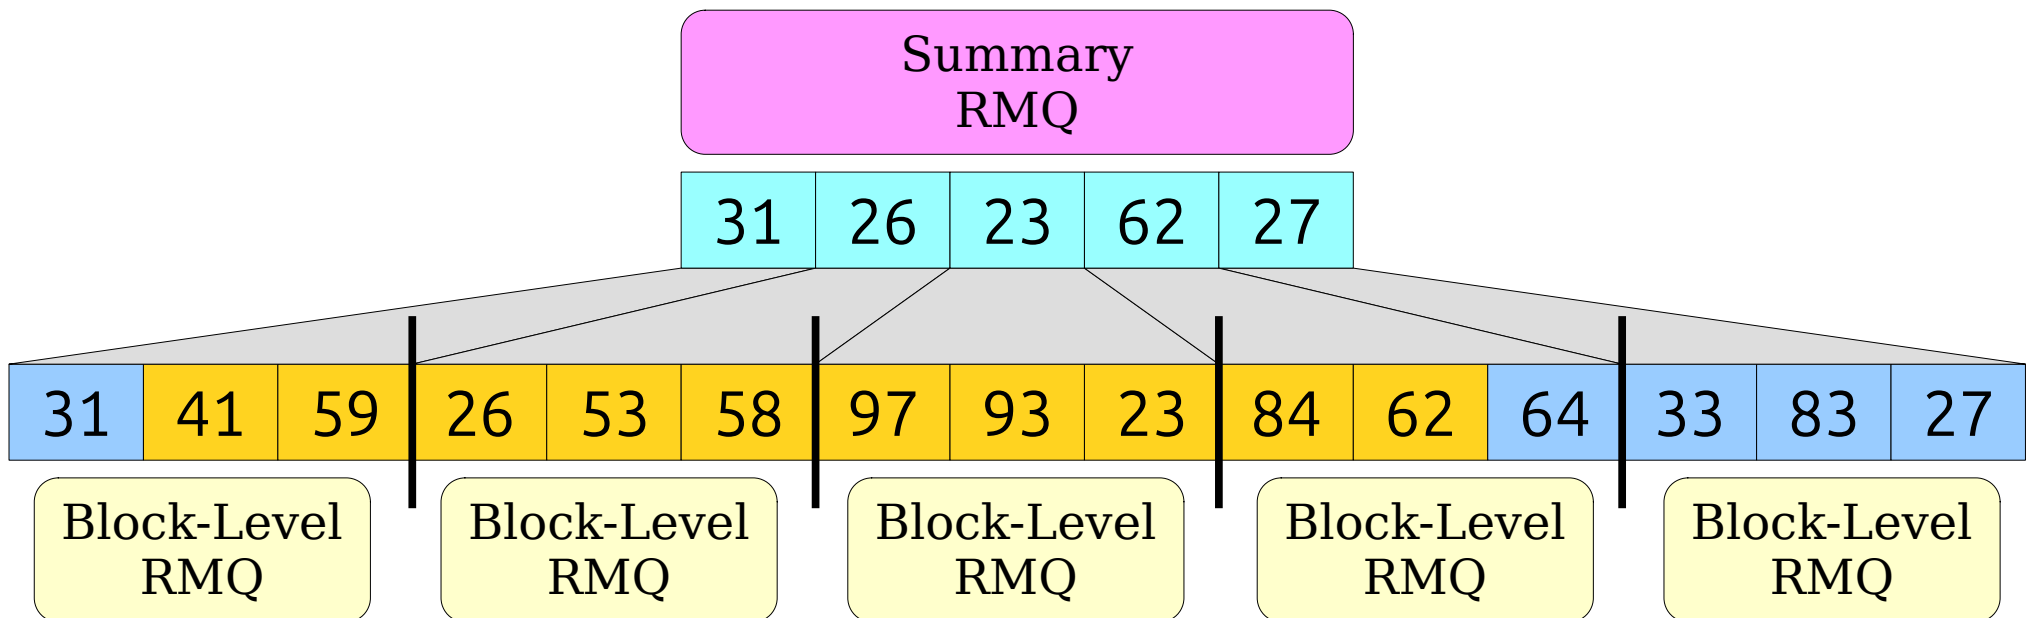 Summary
RMQ
31 26 23 62 27
31 41 59 26 53 58 97 93 23 84 62 64 33 83 27
Block-Level Block-Level Block-Level Block-Level Block-Level
RMQ RMQ RMQ RMQ RMQ